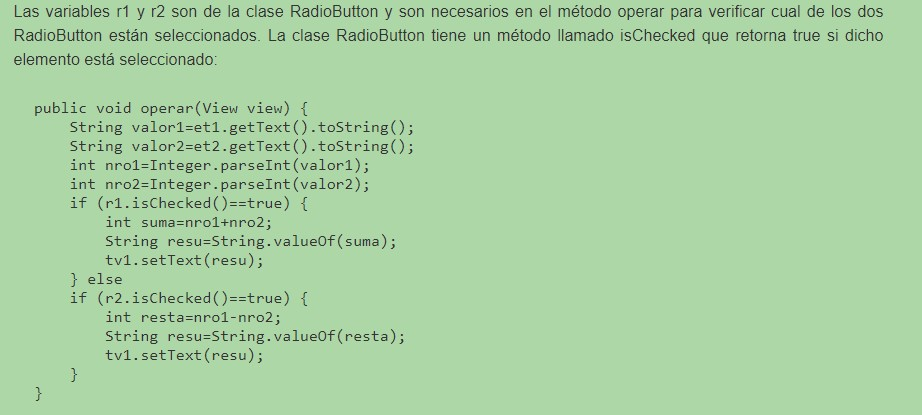 Las variables r1 y r2 son de la clase RadioButton y son necesarios en el método operar para verificar cual de los dos
RadioButton están seleccionados. La clase RadioButton tiene un método llamado isChecked que retorna true si dicho
elemento está seleccionado:
public void operar(View view) {
    String valor1=et1.getText().toString();
    String valor2=et2.getText().toString();
    int nro1=Integer.parseInt(valor1);
    int nro2=Integer.parseInt(valor2);
    if (r1.isChecked()==true) {
        int suma=nro1+nro2;
        String resu=String.valueOf(suma);
        tv1.setText(resu);
    } else
    if (r2.isChecked()==true) {
        int resta=nro1-nro2;
        String resu=String.valueOf(resta);
        tv1.setText(resu);
    }
}